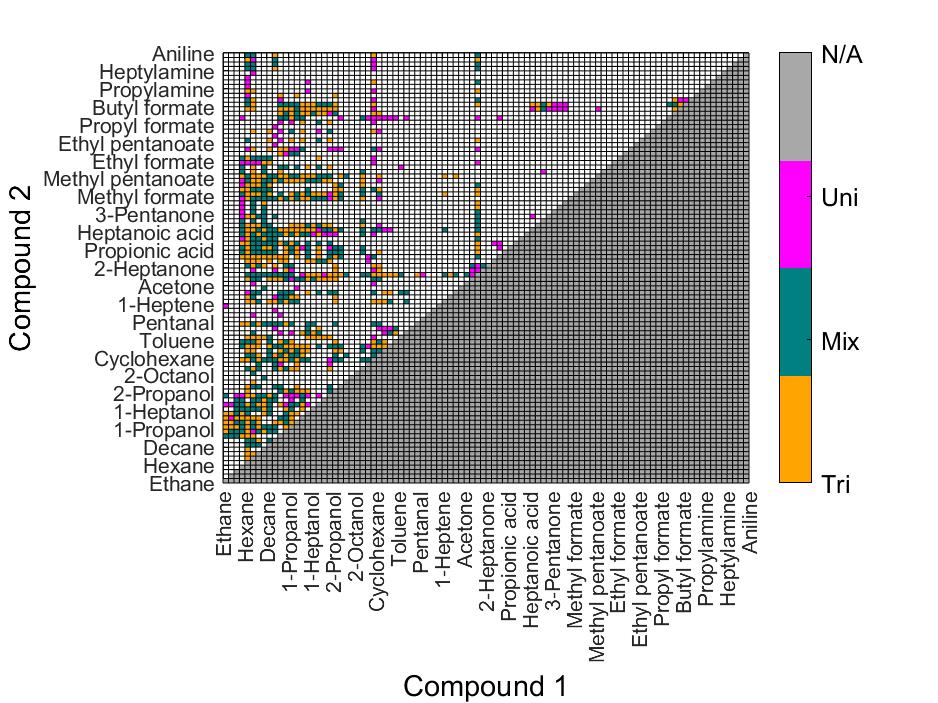 Aniline
Heptylamine
Propylamine
Butyl formate
Propyl formate
Ethyl pentanoate
Ethyl formate
Methyl pentanoate
Methyl formate
3-Pentanone
Heptanoic acid
Propionic acid
2-Heptanone
Acetone
1-Heptene
Pentanal
Toluene
Cyclohexane
2-Octanol
2-Propanol
1-Heptanol
1-Propanol
Decane
Hexane
Ethane
Compound 2
Ethane
Hexane
Decane
1-Propanol
1-Heptanol
2-Propanol
2-Octanol
Cyclohexane
Toluene
Pentanal
1-Heptene
Acetone
2-Heptanone
Propionic acid
Heptanoic acid
3-Pentanone
Methyl formate
Methyl pentanoate
Ethyl formate
Ethyl pentanoate
Propyl formate
Butyl formate
Propylamine
Heptylamine
Aniline
Compound 1
N/A
Uni
Mix
Tri